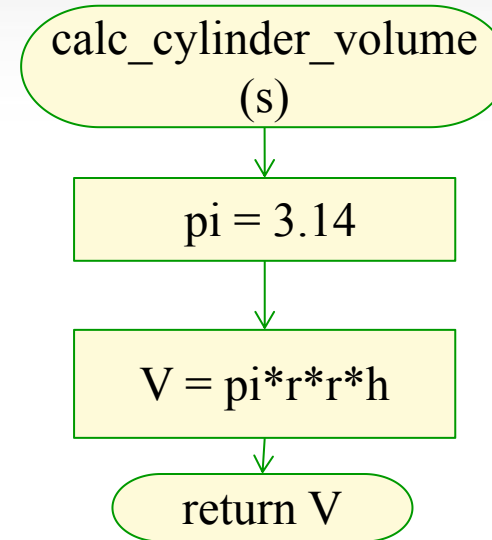 calc_cylinder_volume
(s)
pi = 3.14
V = pi*r*r*h
return V